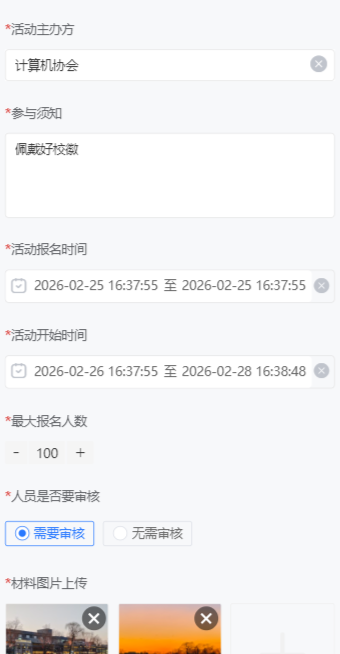 *活动主办方
计算机协会
*参与须知
佩戴好校徽
*活动报名时间
2026-02-25 16:37:55 至 2026-02-25 16:37:55
*活动开始时间
2026-02-26 16:37:55 至 2026-02-28 16:38:48
*最大报名人数
- 100 +
*人员是否要审核
需要审核 无需审核
*材料图片上传